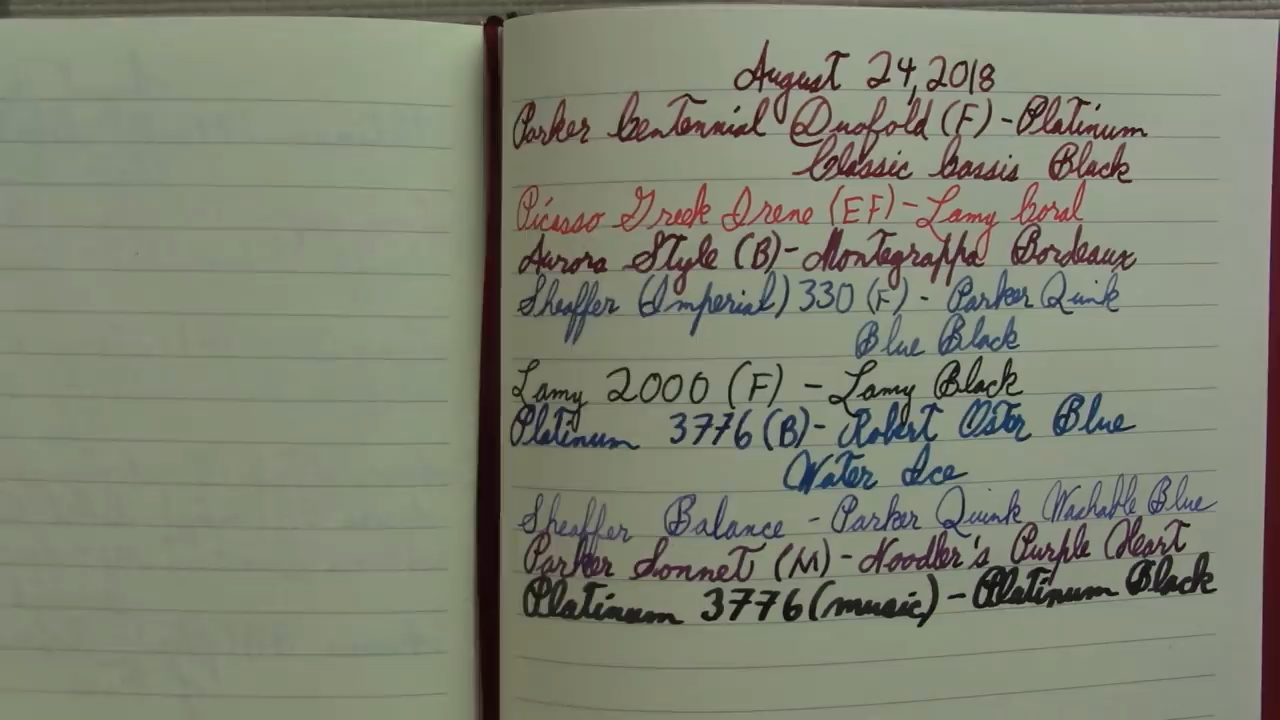 August 24, 2018
Parker Centennial Duofold (F) - Platinum
Classic Cassis Black
Picasso Greek Irene (EF) - Lamy Coral
Aurora Style (B) - Montegrappa Bordeaux
Sheaffer (Imperial) 330 (F) - Parker Quink
Blue Black
Lamy 2000 (F) - Lamy Black
Platinum 3776 (B) - Robert Oster Blue
Water Ice
Sheaffer Balance - Parker Quink Washable Blue
Parker Sonnet (M) - Noodler's Purple Heart
Platinum 3776 (music) - Platinum Black